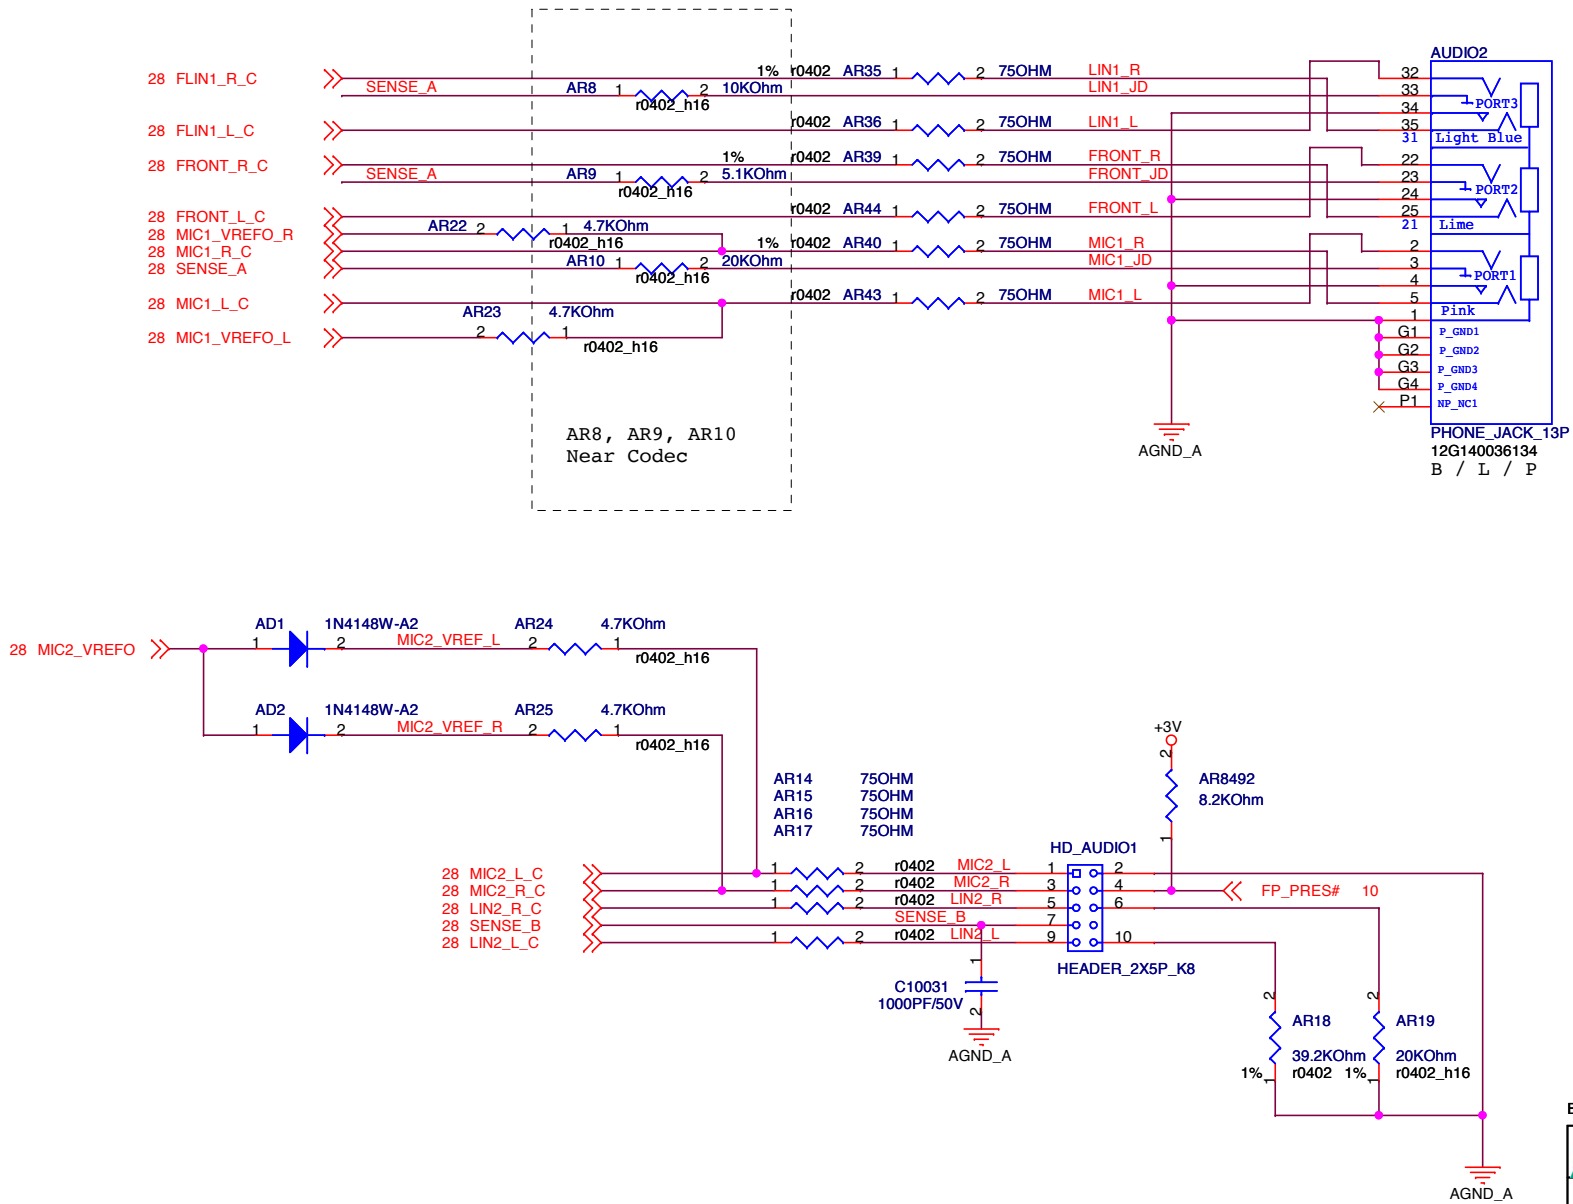 AUDIO2
28 FLIN1_R_C 1% r0402 AR35 1 2 75OHM LIN1_R 32
SENSE_A AR8 1 2 10KOhm LIN1_JD 33
r0402_h16 34 PORT3
28 FLIN1_L_C r0402 AR36 1 2 75OHM LIN1_L 35
31 Light Blue
28 FRONT_R_C 1% r0402 AR39 1 2 75OHM FRONT_R 22
SENSE_A AR9 1 2 5.1KOhm FRONT_JD 23
r0402_h16 24 PORT2
28 FRONT_L_C r0402 AR44 1 2 75OHM FRONT_L 25
21 Lime
28 MIC1_VREFO_R AR22 2 1 4.7KOhm
r0402_h16
28 MIC1_R_C 1% r0402 AR40 1 2 75OHM MIC1_R 2
28 SENSE_A AR10 1 2 20KOhm MIC1_JD 3
r0402_h16 4 PORT1
28 MIC1_L_C r0402 AR43 1 2 75OHM MIC1_L 5
AR23 4.7KOhm 1 Pink
28 MIC1_VREFO_L 2 1 G1 P_GND1
r0402_h16 G2 P_GND2
G3 P_GND3
G4 P_GND4
P1 NP_NC1
AR8, AR9, AR10
Near Codec
AGND_A
PHONE_JACK_13P
12G140036134
B / L / P
AD1 1N4148W-A2 AR24 4.7KOhm
28 MIC2_VREFO 1 2 MIC2_VREF_L 2 1
r0402_h16
AD2 1N4148W-A2 AR25 4.7KOhm
1 2 MIC2_VREF_R 2 1
r0402_h16
+3V
2
AR14 75OHM AR8492
AR15 75OHM 8.2KOhm
AR16 75OHM
AR17 75OHM
1
HD_AUDIO1
28 MIC2_L_C 1 2 r0402 MIC2_L 1 2
28 MIC2_R_C 1 2 r0402 MIC2_R 3 4 FP_PRES# 10
28 LIN2_R_C 1 2 r0402 LIN2_R 5 6
28 SENSE_B SENSE_B 7
28 LIN2_L_C 1 2 r0402 LIN2_L 9 10
1 HEADER_2X5P_K8
C10031
1000PF/50V
2
AGND_A
2 2
AR18 AR19
39.2KOhm 20KOhm
1% 1 r0402 1% 1 r0402_h16
AGND_A